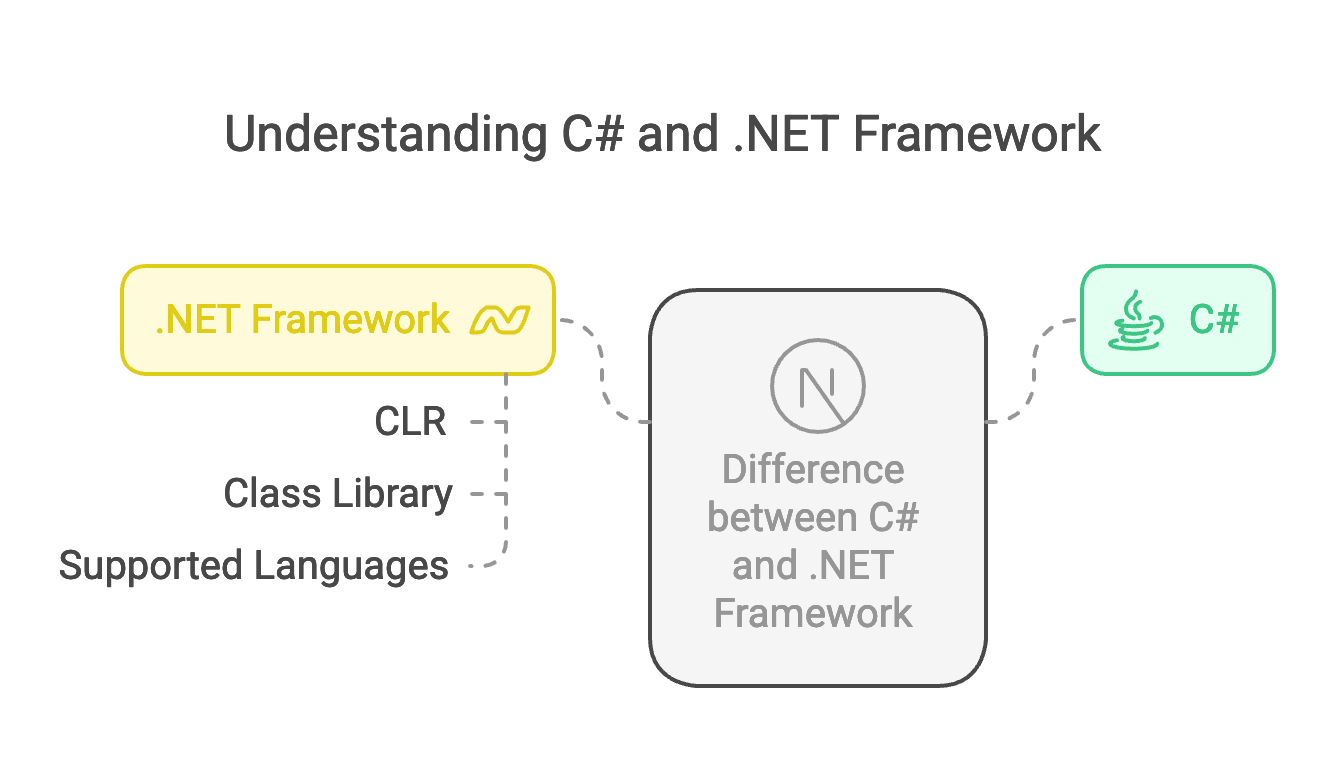 Understanding C# and .NET Framework
.NET Framework
C#
CLR
Class Library
Supported Languages
Difference
between C#
and .NET
Framework